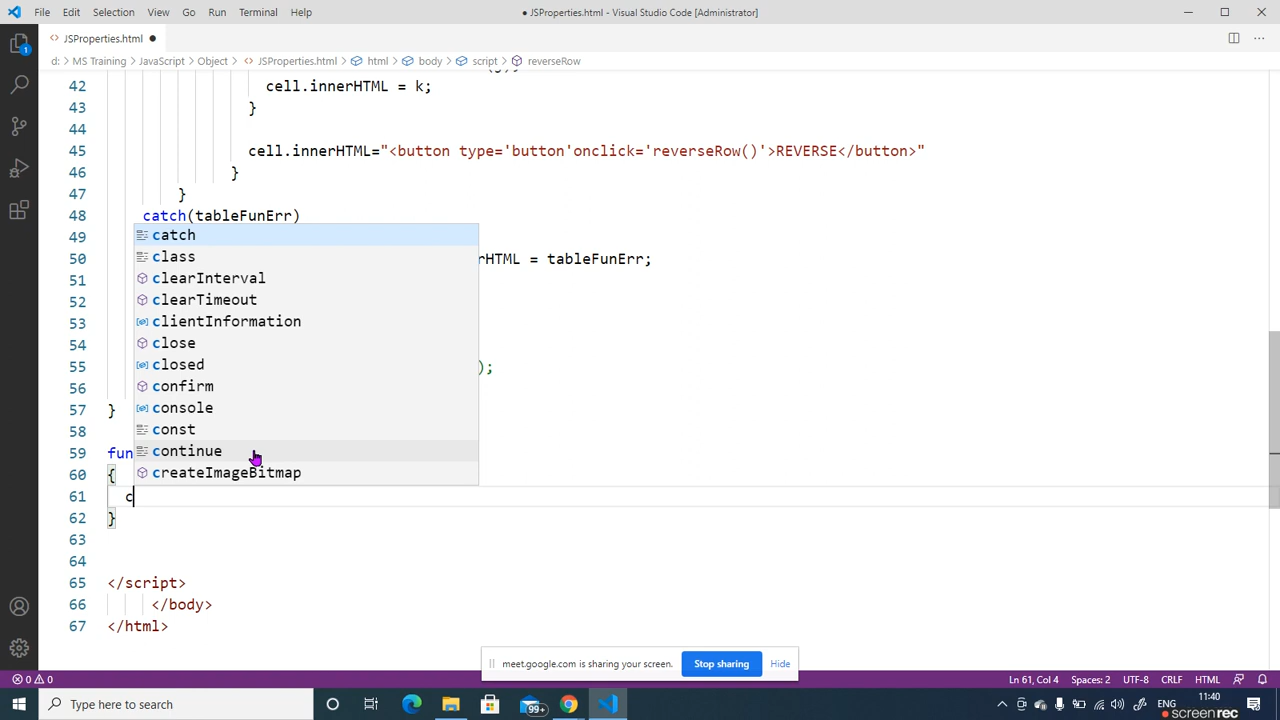 File Edit Selection View Go Run Terminal Help
● JSProperties.html - Visual Studio Code [Administrator]
<> JSProperties.html ●
d: > MS Training > JavaScript > Object > <> JSProperties.html > html > body > script > reverseRow
42 cell.innerHTML = k;
43 }
44
45 cell.innerHTML="<button type='button'onclick='reverseRow()'>REVERSE</button>"
46 }
47 }
48 catch(tableFunErr)
49
50 rHTML = tableFunErr;
51
52
53
54
55 );
56
57 }
58
59 fun
60 {
61 c
62 }
63
64
65 </script>
66 </body>
67 </html>
catch
class
clearInterval
clearTimeout
clientInformation
close
closed
confirm
console
const
continue
createImageBitmap
1
meet.google.com is sharing your screen. Stop sharing Hide
0 0 Ln 61, Col 4 Spaces: 2 UTF-8 CRLF HTML
Type here to search
99+
ENG
11:40
screenrec